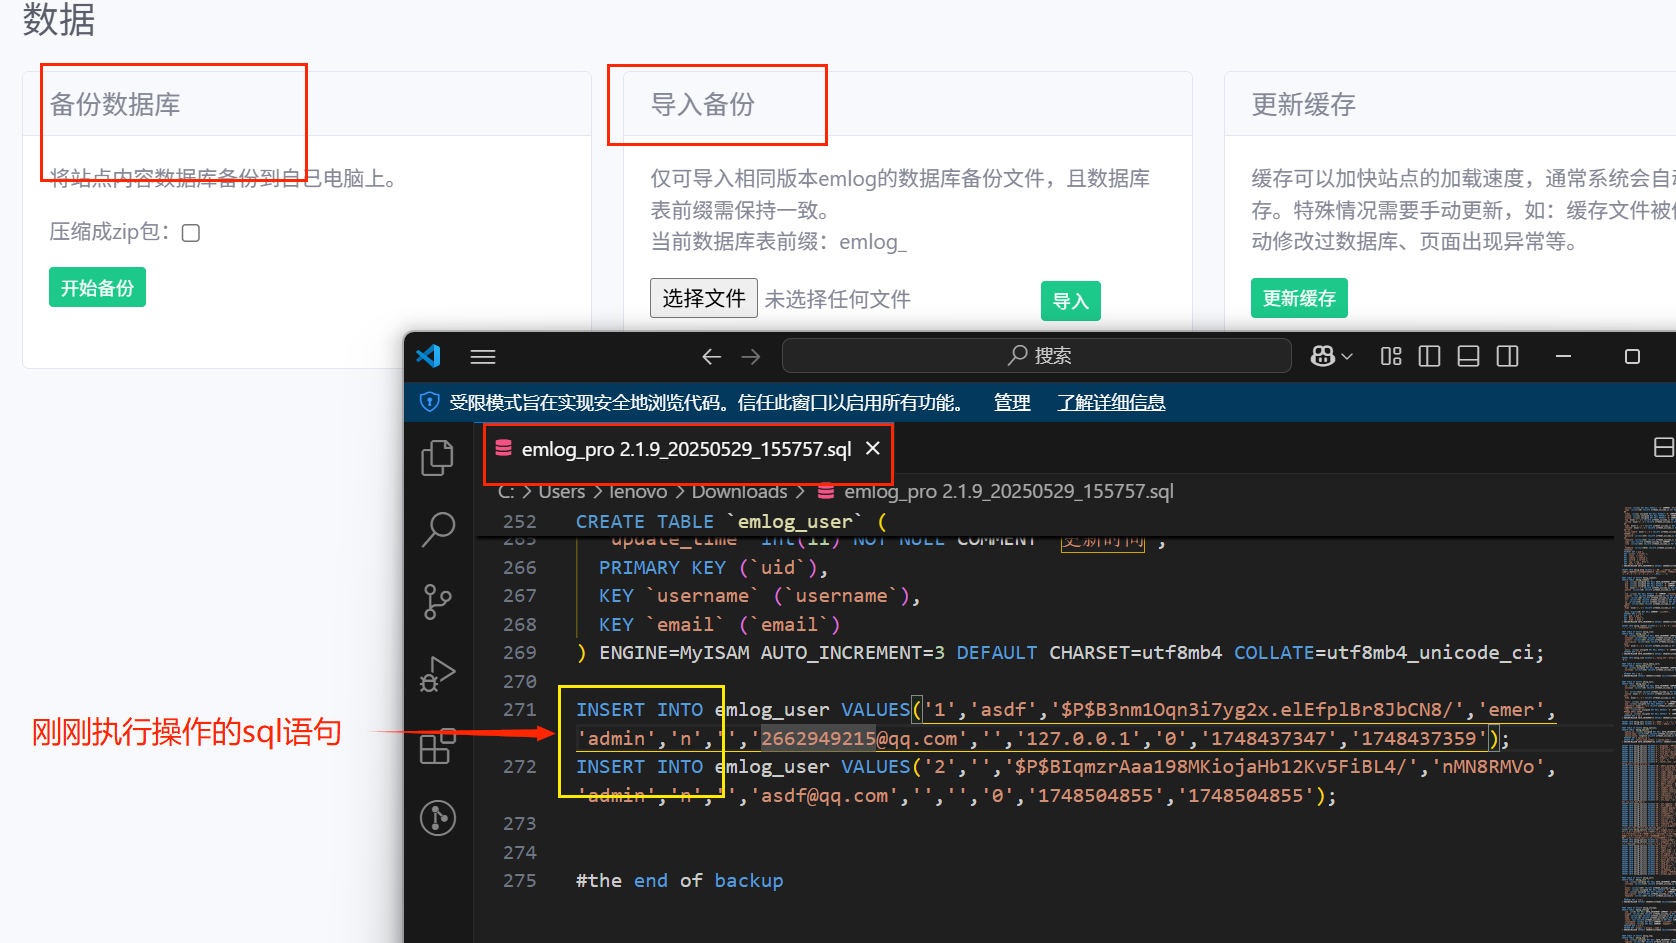 数据
备份数据库
将站点内容数据库备份到自己电脑上。
压缩成zip包：
开始备份
导入备份
仅可导入相同版本emlog的数据库备份文件，且数据库
表前缀需保持一致。
当前数据库表前缀：emlog_
选择文件 未选择任何文件
导入
更新缓存
缓存可以加快站点的加载速度，通常系统会自动
存。特殊情况需要手动更新，如：缓存文件被
动修改过数据库、页面出现异常等。
更新缓存
搜索
受限模式旨在实现安全地浏览代码。信任此窗口以启用所有功能。 管理 了解详细信息
emlog_pro 2.1.9_20250529_155757.sql
C: > Users > lenovo > Downloads > emlog_pro 2.1.9_20250529_155757.sql
252 CREATE TABLE `emlog_user` (
265 `update_time` int(11) NOT NULL COMMENT '更新时间',
266 PRIMARY KEY (`uid`),
267 KEY `username` (`username`),
268 KEY `email` (`email`)
269 ) ENGINE=MyISAM AUTO_INCREMENT=3 DEFAULT CHARSET=utf8mb4 COLLATE=utf8mb4_unicode_ci;
270
271 INSERT INTO emlog_user VALUES('1','asdf','$P$B3nm1Oqn3i7yg2x.elEfplBr8JbCN8/','emer',
'admin','n','','2662949215@qq.com','','127.0.0.1','0','1748437347','1748437359');
272 INSERT INTO emlog_user VALUES('2','','$P$BIqmzrAaa198MKiojaHb12Kv5FiBL4/','nMN8RMVo',
'admin','n','','asdf@qq.com','','','0','1748504855','1748504855');
273
274
275 #the end of backup
刚刚执行操作的sql语句